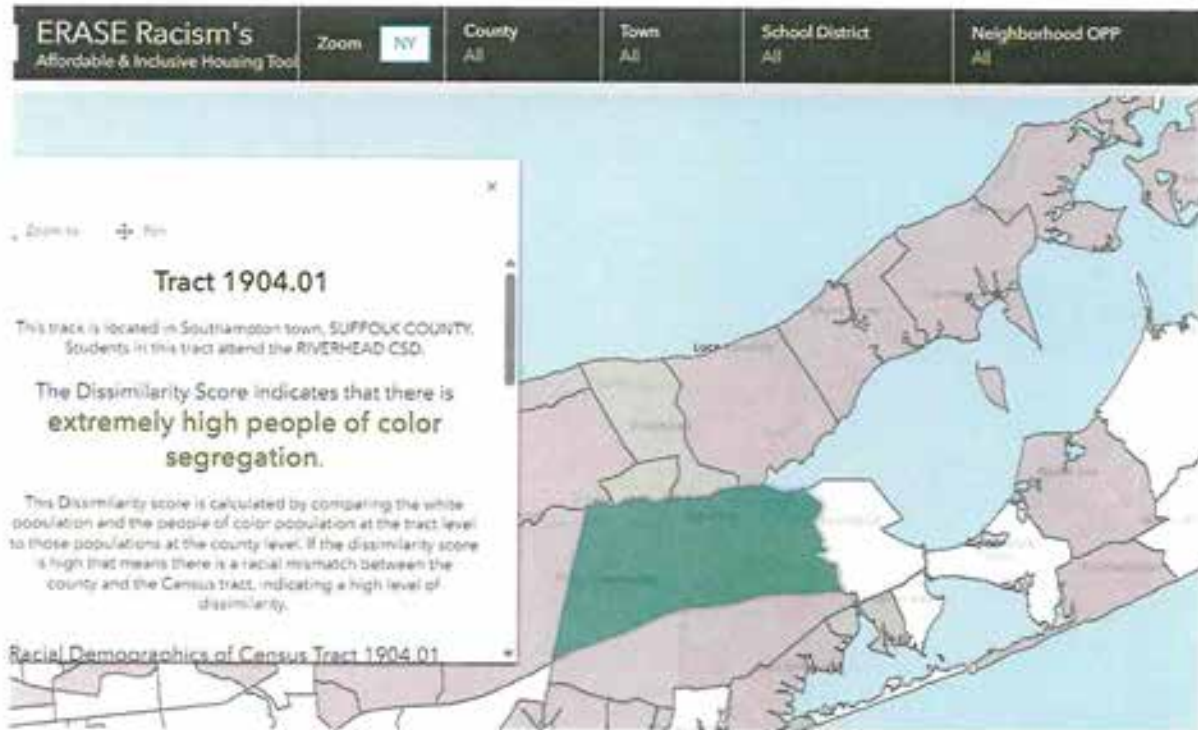 ERASE Racism's
Affordable & Inclusive Housing Tool
Zoom NY
County
All
Town
All
School District
All
Neighborhood OPP
All
×
Zoom to
Tract 1904.01
This track is located in Southampton town, SUFFOLK COUNTY.
Students in this tract attend the RIVERHEAD CSD.
The Dissimilarity Score indicates that there is
extremely high people of color
segregation.
This Dissimilarity score is calculated by comparing the white
population and the people of color population at the tract level
to those populations at the county level. If the dissimilarity score
is high that means there is a racial mismatch between the
county and the Census tract, indicating a high level of
dissimilarity.
Racial Demographics of Census Tract 1904.01